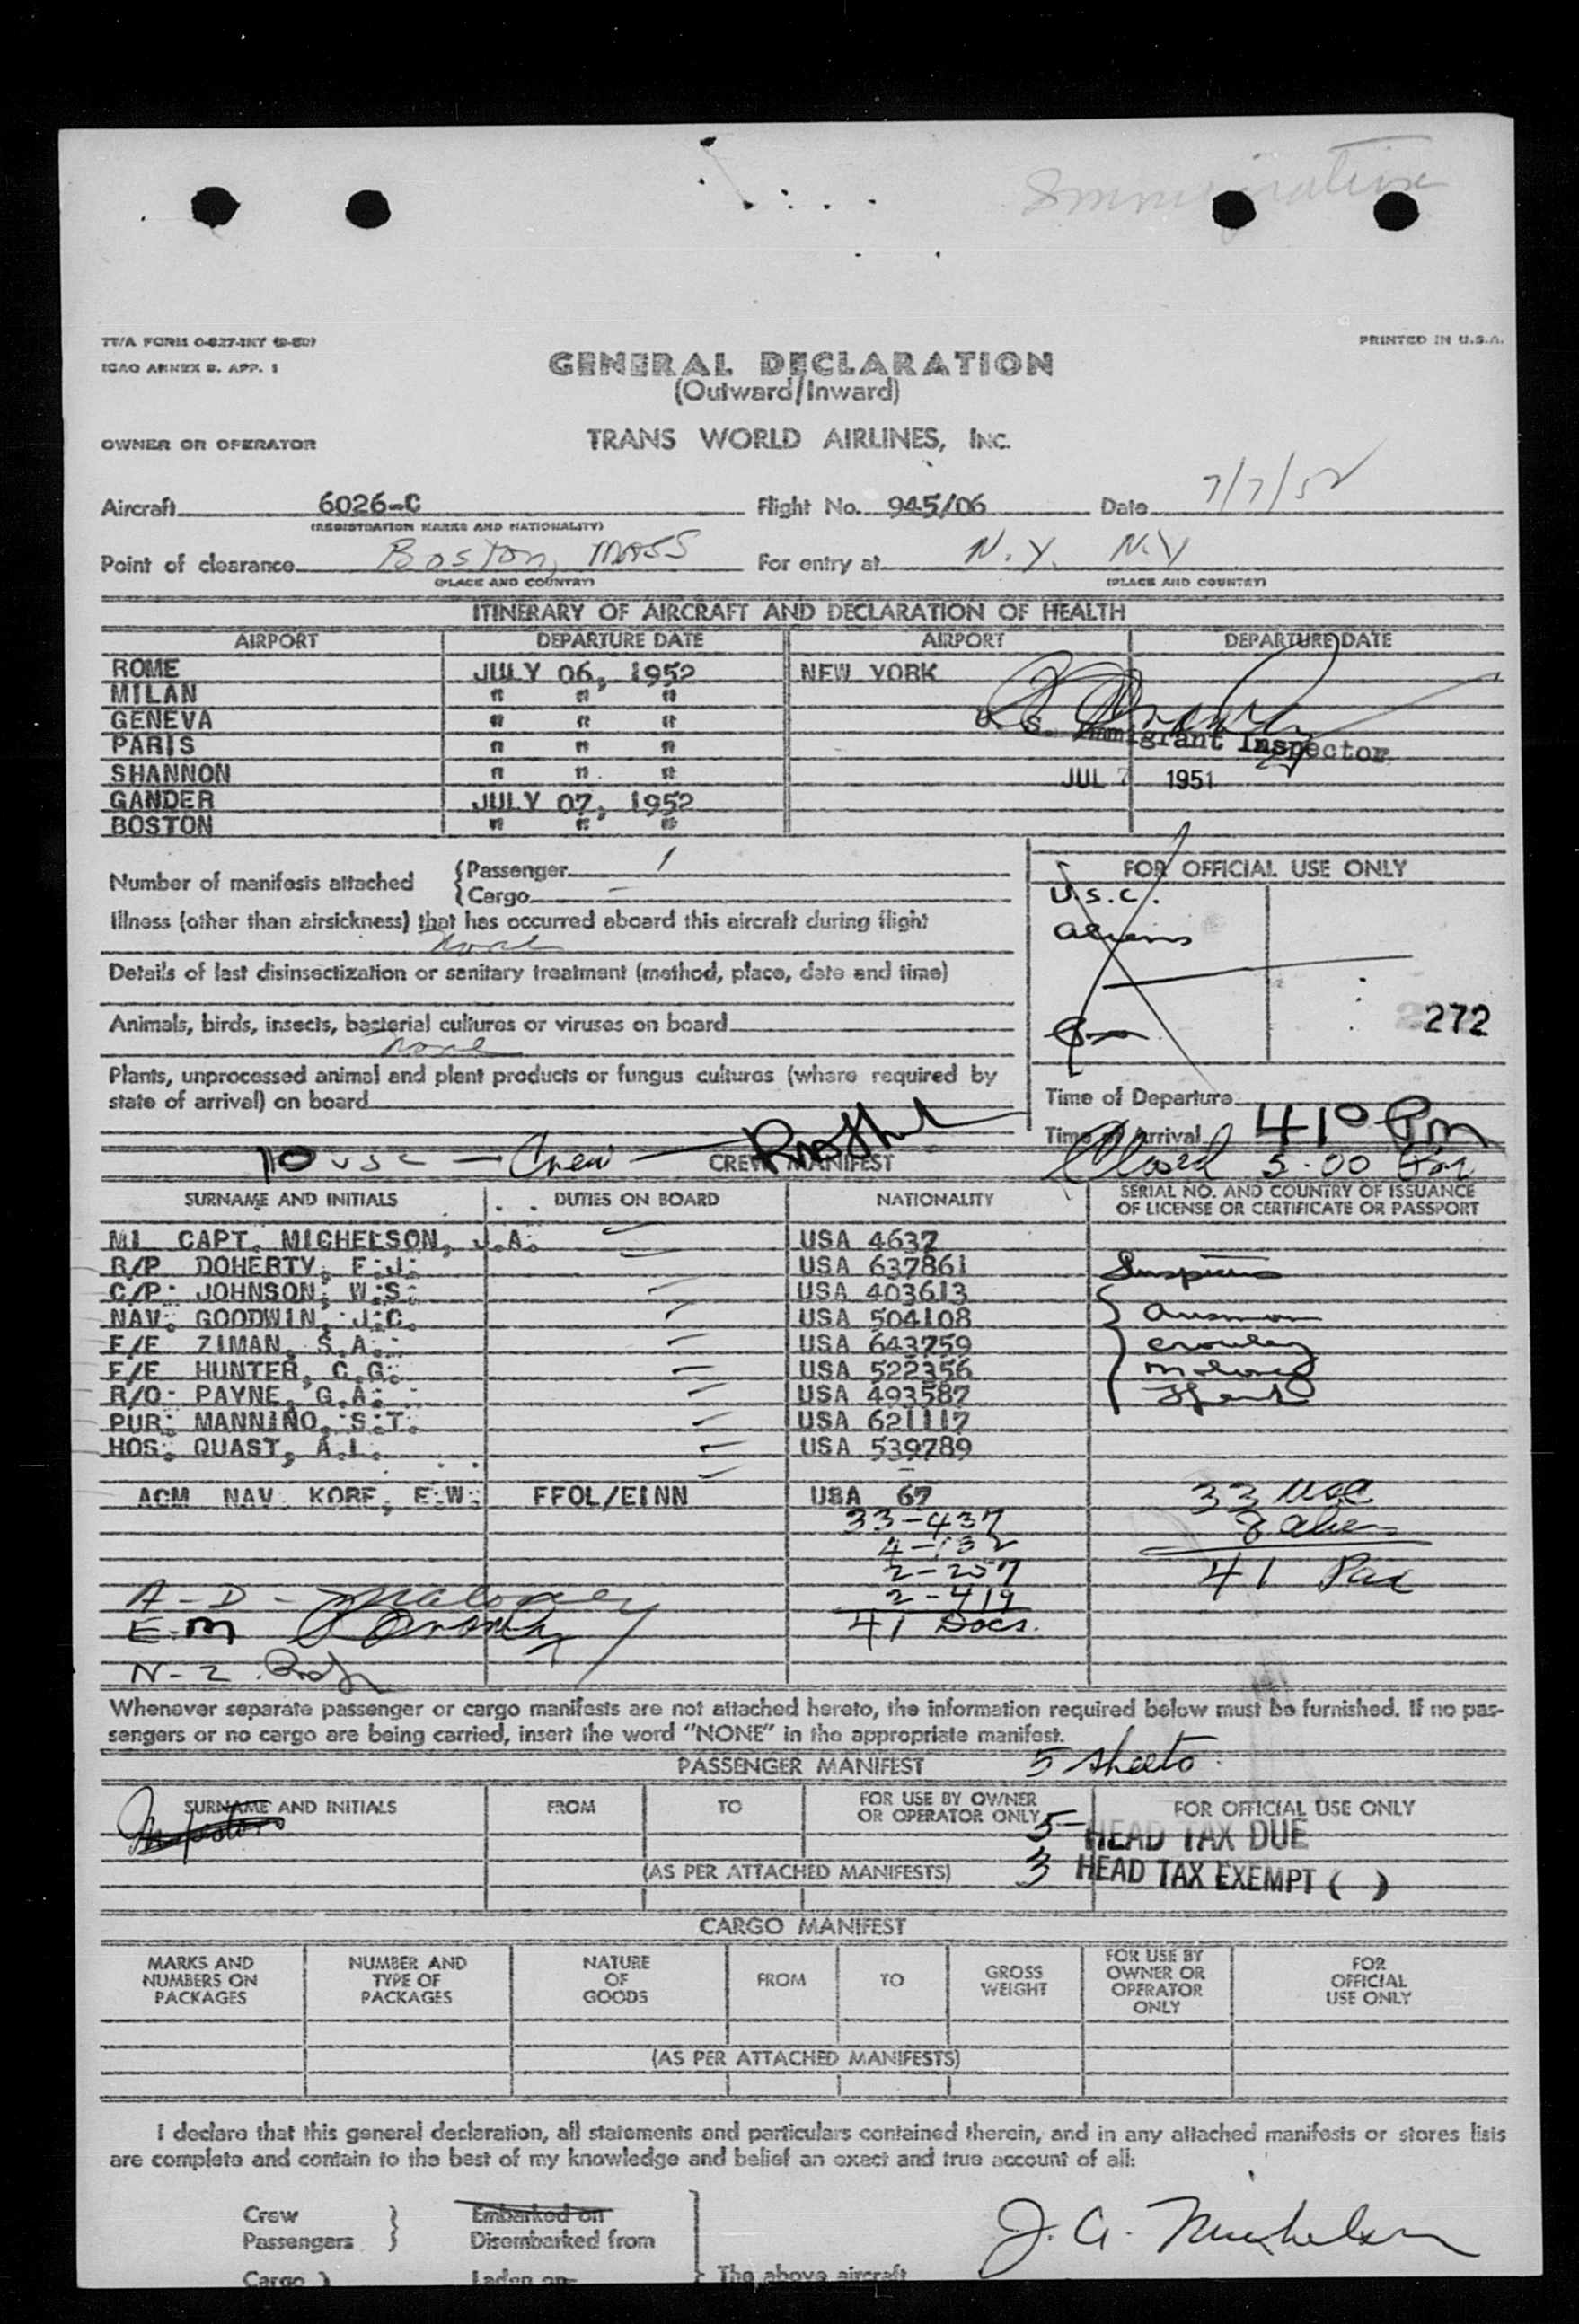 Immigration
TWA FORM O-827-INT (9-50)
PRINTED IN U.S.A.
ICAO ANNEX 9. APP. 1
GENERAL DECLARATION
(Outward/Inward)
OWNER OR OPERATOR TRANS WORLD AIRLINES, INC.
Aircraft 6026-C Flight No. 945/06 Date 7/7/52
(REGISTRATION MARKS AND NATIONALITY)
Point of clearance Boston, Mass For entry at N.Y. N.Y
(PLACE AND COUNTRY) (PLACE AND COUNTRY)
ITINERARY OF AIRCRAFT AND DECLARATION OF HEALTH
AIRPORT DEPARTURE DATE AIRPORT DEPARTURE DATE
ROME JULY 06, 1952 NEW YORK
MILAN " " "
GENEVA " " "
PARIS " " "
U. S. Immigrant Inspector
SHANNON " " "
JUL 7 1951
GANDER JULY 07, 1952
BOSTON " " "
Number of manifests attached { Passenger 1
{ Cargo —
FOR OFFICIAL USE ONLY
U.S.C.
Aliens
272
Illness (other than airsickness) that has occurred aboard this aircraft during flight
None
Details of last disinsectization or sanitary treatment (method, place, date and time)
Animals, birds, insects, bacterial cultures or viruses on board
None
Plants, unprocessed animal and plant products or fungus cultures (where required by
state of arrival) on board
Time of Departure
Time of Arrival 410 Pm
Closed 5:00 Pm
10 USC — Crew —
CREW MANIFEST
SURNAME AND INITIALS DUTIES ON BOARD NATIONALITY SERIAL NO. AND COUNTRY OF ISSUANCE
OF LICENSE OR CERTIFICATE OR PASSPORT
MI CAPT. MICHELSON, J.A. USA 4637
R/P DOHERTY, E.J. USA 637861
C/P JOHNSON, W.S. USA 403613
NAV. GOODWIN, J.C. USA 504108
F/E ZIMAN, S.A. USA 643759 Crowley
F/E HUNTER, C.G. USA 522356
R/O PAYNE, G.A. USA 493587
PUR. MANNINO, S.T. USA 621117
HOS. QUAST, A.L. USA 539789
ACM NAV KOBE, E.W. FFOL/EINN USA 67
33 USC
33-437
8 Aliens
4-132
2-257
41 Pax
2-419
41 Docs.
A-D- Maloney
E-M
N-Z
Whenever separate passenger or cargo manifests are not attached hereto, the information required below must be furnished. If no pas-
sengers or no cargo are being carried, insert the word "NONE" in the appropriate manifest.
PASSENGER MANIFEST 5 sheets
SURNAME AND INITIALS FROM TO FOR USE BY OWNER
OR OPERATOR ONLY FOR OFFICIAL USE ONLY
5- HEAD TAX DUE
(AS PER ATTACHED MANIFESTS) 3 HEAD TAX EXEMPT ( )
CARGO MANIFEST
MARKS AND
NUMBERS ON
PACKAGES
NUMBER AND
TYPE OF
PACKAGES
NATURE
OF
GOODS
FROM
TO
GROSS
WEIGHT
FOR USE BY
OWNER OR
OPERATOR
ONLY
FOR
OFFICIAL
USE ONLY
(AS PER ATTACHED MANIFESTS)
I declare that this general declaration, all statements and particulars contained therein, and in any attached manifests or stores lists
are complete and contain to the best of my knowledge and belief an exact and true account of all:
Crew } Embarked on
Passengers } Disembarked from
J. A. Michelson
Cargo } Laden on } The above aircraft